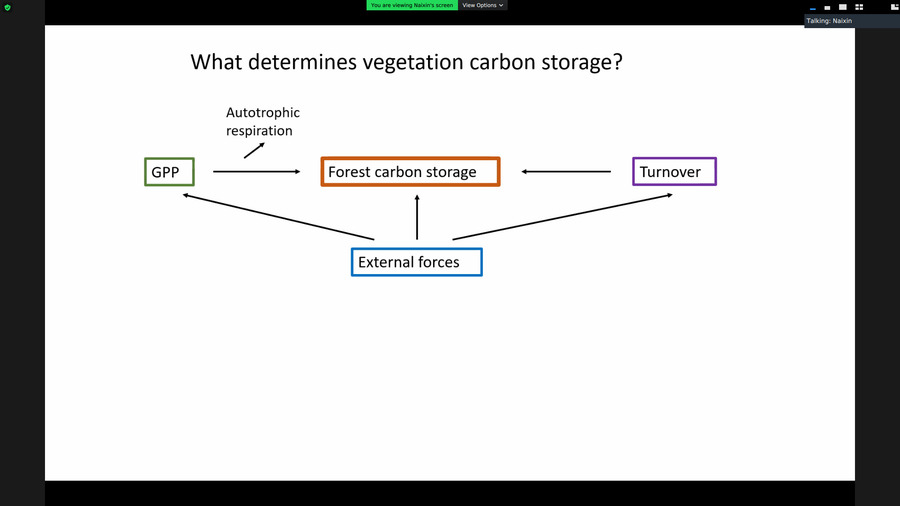 You are viewing Naixin's screen
View Options
Talking: Naixin
What determines vegetation carbon storage?
Autotrophic
respiration
GPP
Forest carbon storage
Turnover
External forces